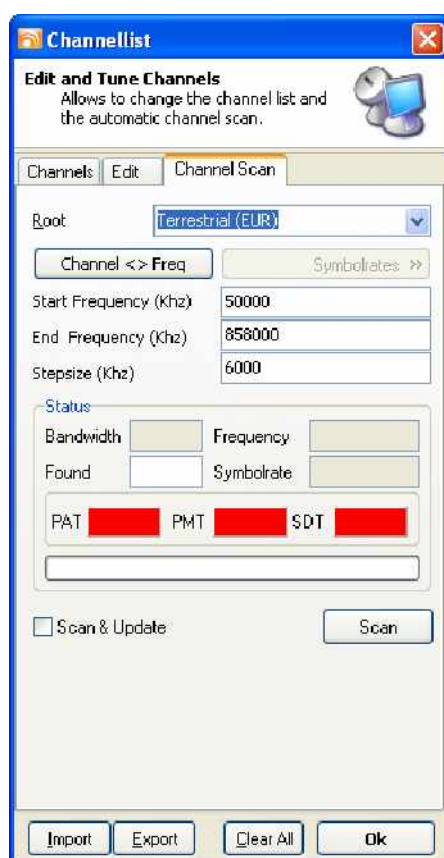 Channellist
Edit and Tune Channels
Allows to change the channel list and
the automatic channel scan.
Channels Edit Channel Scan
Root Terrestrial (EUR)
Channel <> Freq Symbolrates >>
Start Frequency (Khz) 50000
End Frequency (Khz) 858000
Stepsize (Khz) 6000
Status
Bandwidth Frequency
Found Symbolrate
PAT PMT SDT
Scan & Update Scan
Import Export Clear All Ok